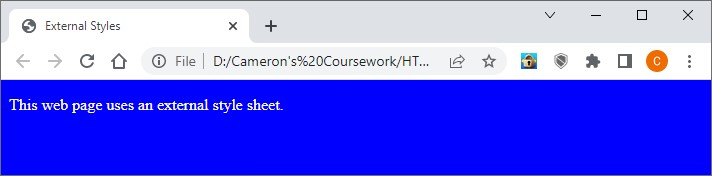 External Styles
File
D:/Cameron's%20Coursework/HT...
C
This web page uses an external style sheet.